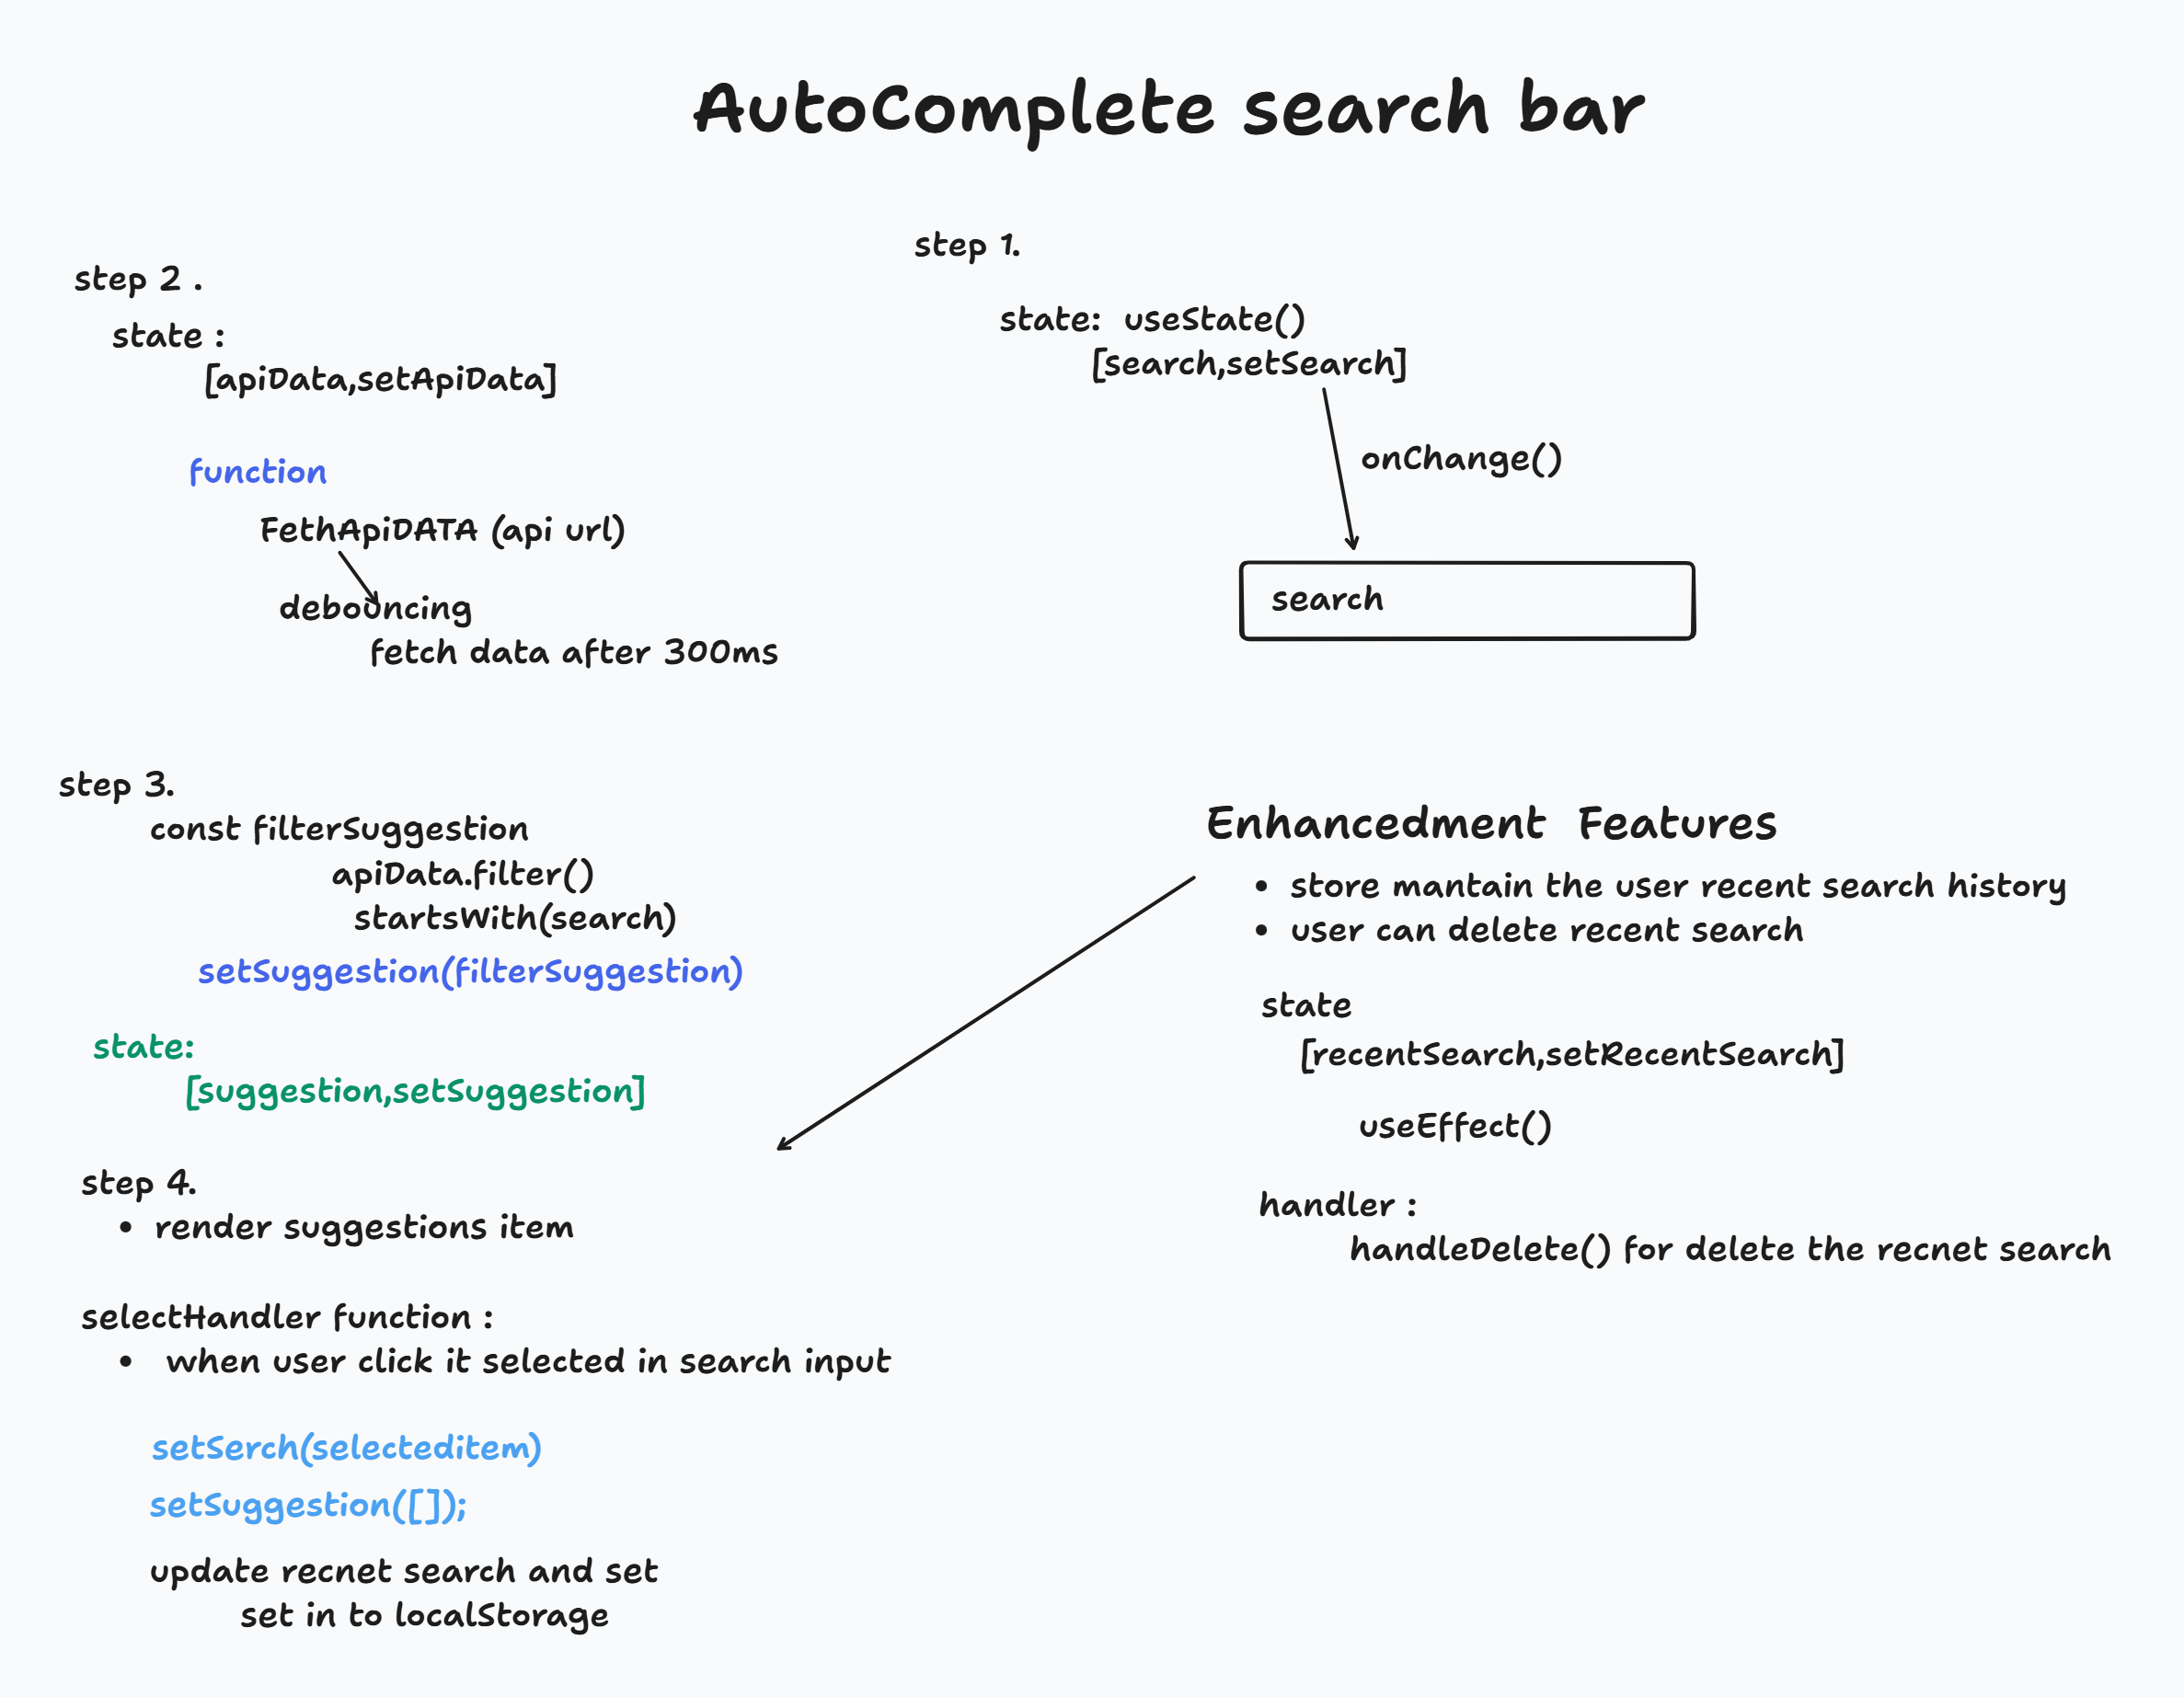 AutoComplete search bar
step 1.
state: useState()
[search,setSearch]
onChange()
search
step 2 .
state :
[apiData,setApiData]
function
FethApiDATA (api url)
debouncing
fetch data after 300ms
step 3.
const filterSuggestion
apiData.filter()
startsWith(search)
setSuggestion(filterSuggestion)
state:
[suggestion,setSuggestion]
step 4.
• render suggestions item
selectHandler function :
• when user click it selected in search input
setSerch(selecteditem)
setSuggestion([]);
update recnet search and set
set in to localStorage
Enhancedment Features
• store mantain the user recent search history
• user can delete recent search
state
[recentSearch,setRecentSearch]
useEffect()
handler :
handleDelete() for delete the recnet search